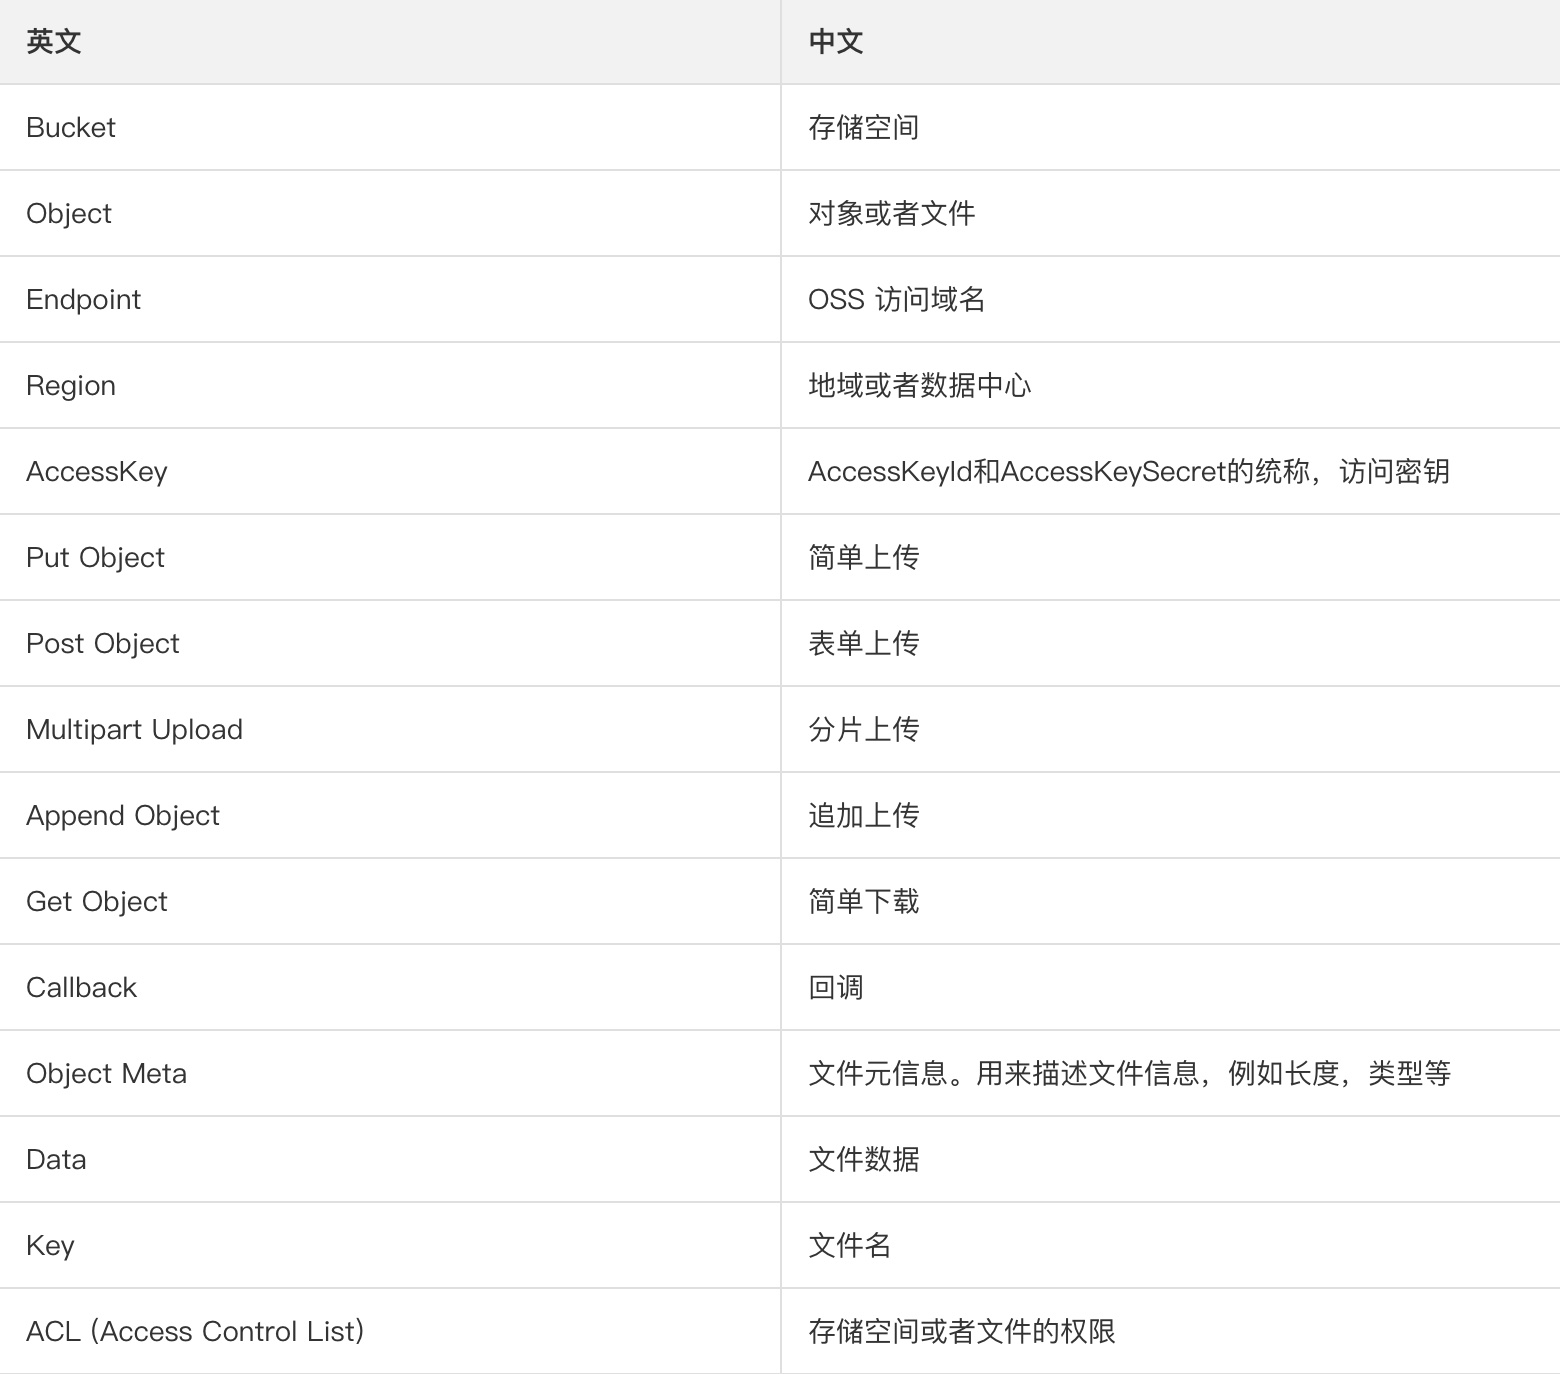 英文 中文
Bucket 存储空间
Object 对象或者文件
Endpoint OSS 访问域名
Region 地域或者数据中心
AccessKey AccessKeyId和AccessKeySecret的统称，访问密钥
Put Object 简单上传
Post Object 表单上传
Multipart Upload 分片上传
Append Object 追加上传
Get Object 简单下载
Callback 回调
Object Meta 文件元信息。用来描述文件信息，例如长度，类型等
Data 文件数据
Key 文件名
ACL (Access Control List) 存储空间或者文件的权限